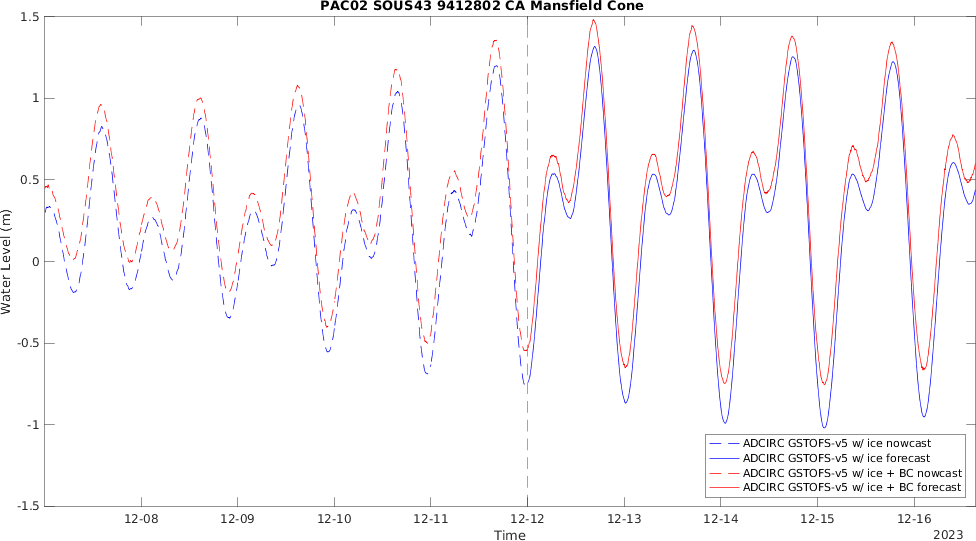 PAC02 SOUS43 9412802 CA Mansfield Cone
1.5
1
0.5
0
-0.5
-1
-1.5
Water Level (m)
ADCIRC GSTOFS-v5 w/ ice nowcast
ADCIRC GSTOFS-v5 w/ ice forecast
ADCIRC GSTOFS-v5 w/ ice + BC nowcast
ADCIRC GSTOFS-v5 w/ ice + BC forecast
12-08 12-09 12-10 12-11 12-12 12-13 12-14 12-15 12-16
Time
2023